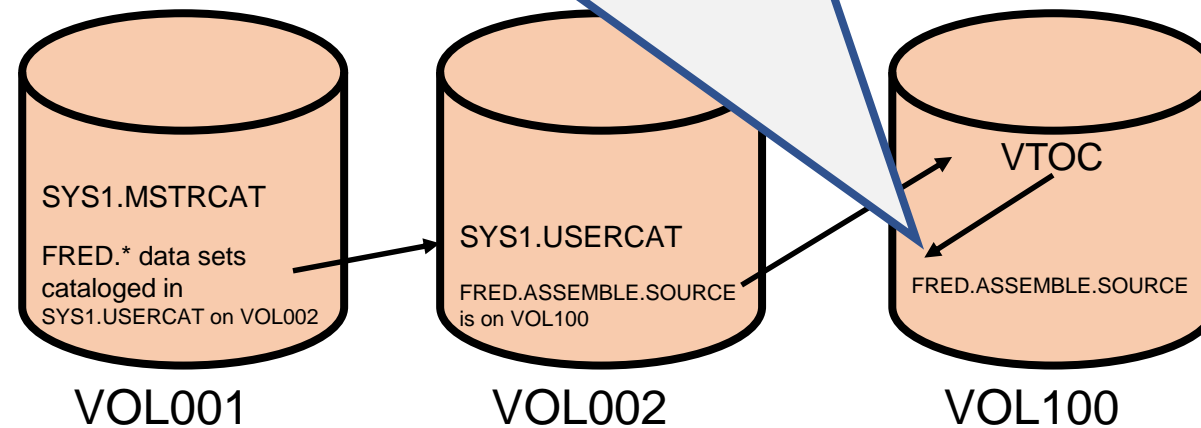 SYS1.MSTRCAT
FRED.* data sets
cataloged in
SYS1.USERCAT on VOL002
VOL001
SYS1.USERCAT
FRED.ASSEMBLE.SOURCE
is on VOL100
VOL002
VTOC
FRED.ASSEMBLE.SOURCE
VOL100